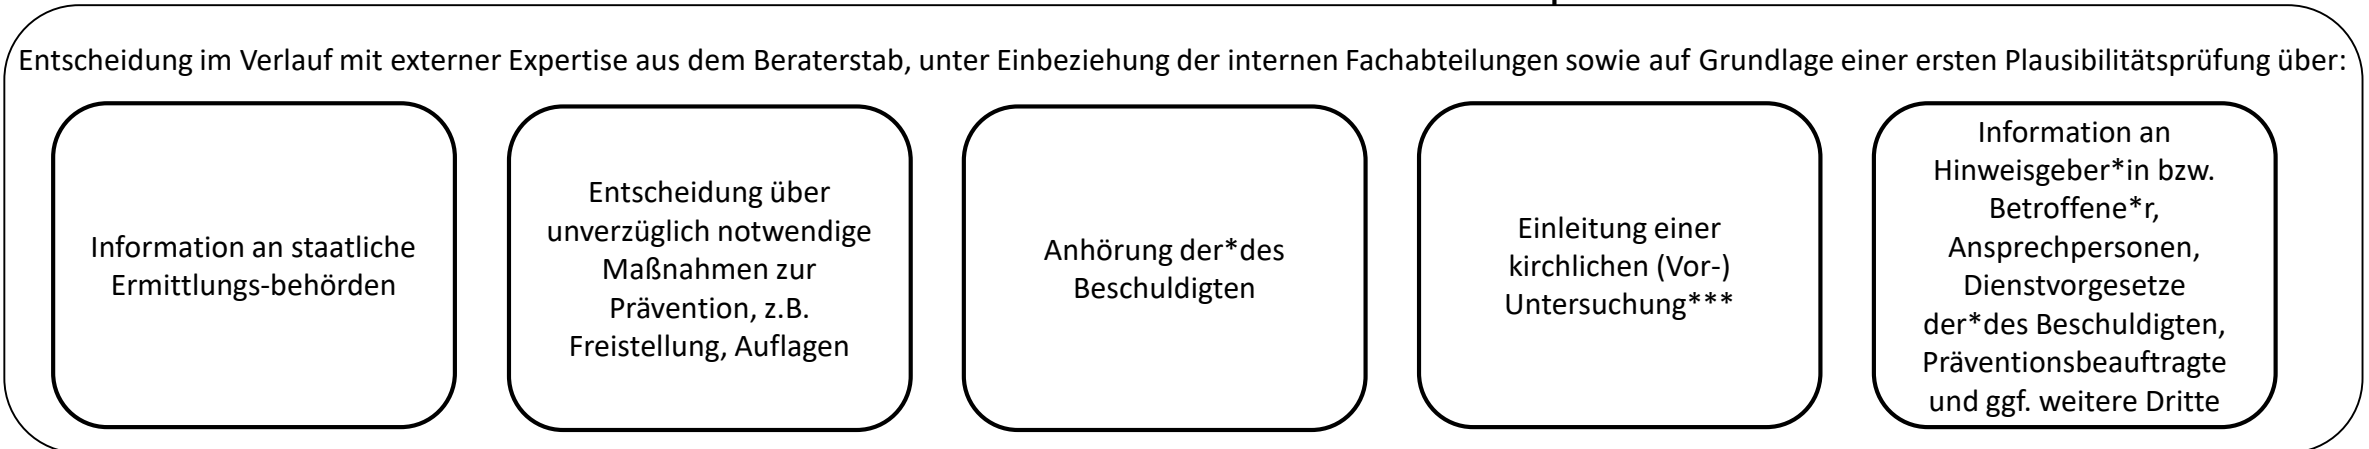 Entscheidung im Verlauf mit externer Expertise aus dem Beraterstab, unter Einbeziehung der internen Fachabteilungen sowie auf Grundlage einer ersten Plausibilitätsprüfung über:
Information an staatliche
Ermittlungs-behörden
Entscheidung über
unverzüglich notwendige
Maßnahmen zur
Prävention, z.B.
Freistellung, Auflagen
Anhörung der*des
Beschuldigten
Einleitung einer
kirchlichen (Vor-)
Untersuchung***
Information an
Hinweisgeber*in bzw.
Betroffene*r,
Ansprechpersonen,
Dienstvorgesetze
der*des Beschuldigten,
Präventionsbeauftragte
und ggf. weitere Dritte